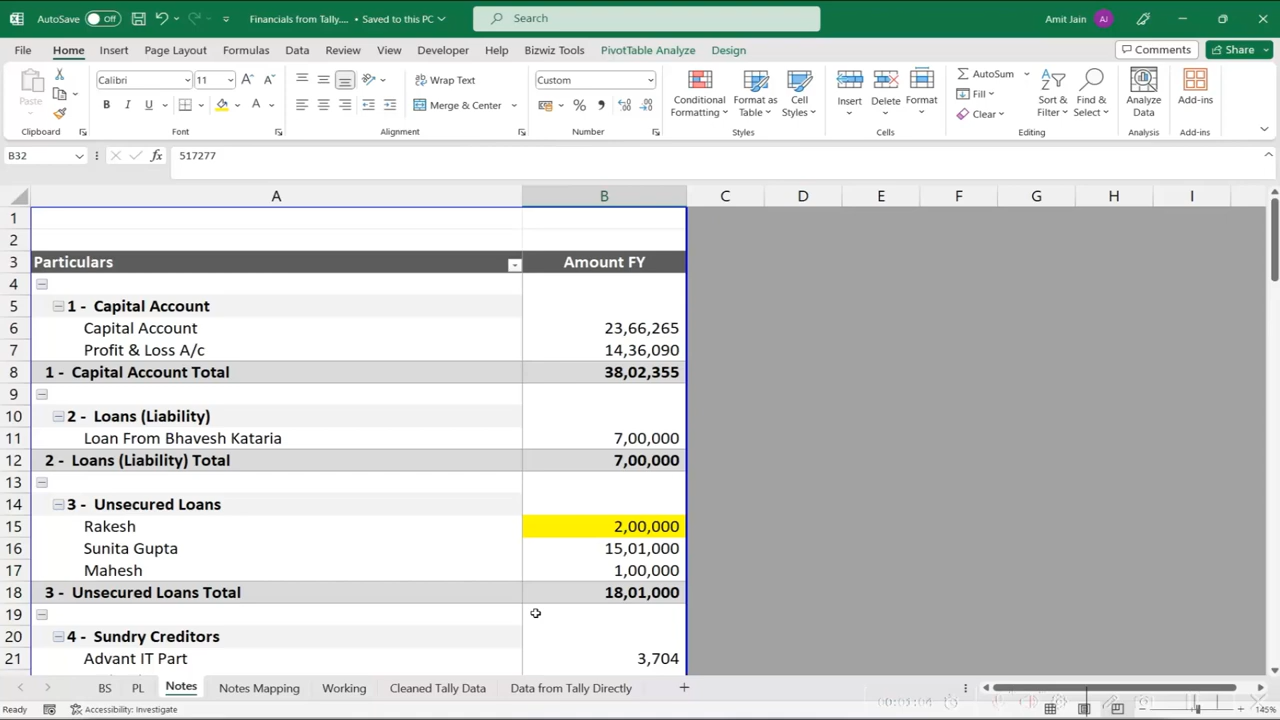 AutoSave Off Financials from Tally.... • Saved to this PC Search Amit Jain AJ
File Home Insert Page Layout Formulas Data Review View Developer Help Bizwiz Tools PivotTable Analyze Design Comments Share
Paste Calibri 11 Wrap Text Custom Conditional Formatting Format as Table Cell Styles Insert Delete Format AutoSum Sort & Filter Find & Select Analyze Data Add-ins
B I U A Merge & Center % Fill
Clear
Clipboard Font Alignment Number Styles Cells Editing Analysis Add-ins
B32 fx 517277
A B C D E F G H I
1
2
3 Particulars Amount FY
4
5 1 - Capital Account
6 Capital Account 23,66,265
7 Profit & Loss A/c 14,36,090
8 1 - Capital Account Total 38,02,355
9
10 2 - Loans (Liability)
11 Loan From Bhavesh Kataria 7,00,000
12 2 - Loans (Liability) Total 7,00,000
13
14 3 - Unsecured Loans
15 Rakesh 2,00,000
16 Sunita Gupta 15,01,000
17 Mahesh 1,00,000
18 3 - Unsecured Loans Total 18,01,000
19
20 4 - Sundry Creditors
21 Advant IT Part 3,704
BS PL Notes Notes Mapping Working Cleaned Tally Data Data from Tally Directly
Ready Accessibility: Investigate 145%